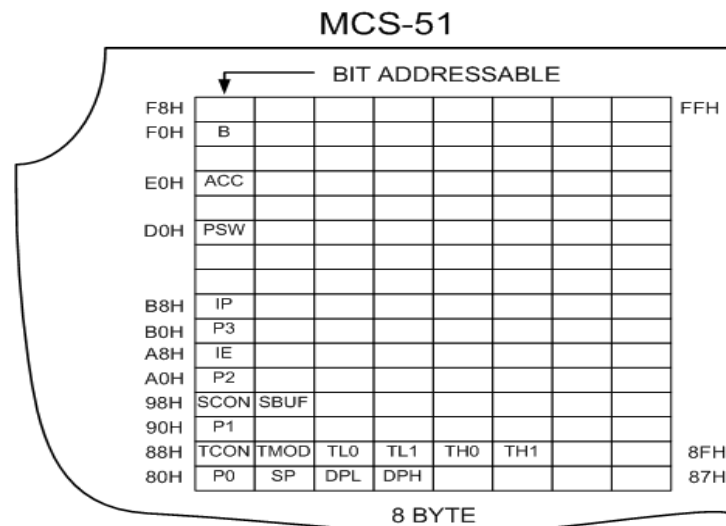 MCS-51
BIT ADDRESSABLE
F8H FFH
F0H B
E0H ACC
D0H PSW
B8H IP
B0H P3
A8H IE
A0H P2
98H SCON SBUF
90H P1
88H TCON TMOD TL0 TL1 TH0 TH1 8FH
80H P0 SP DPL DPH 87H
8 BYTE